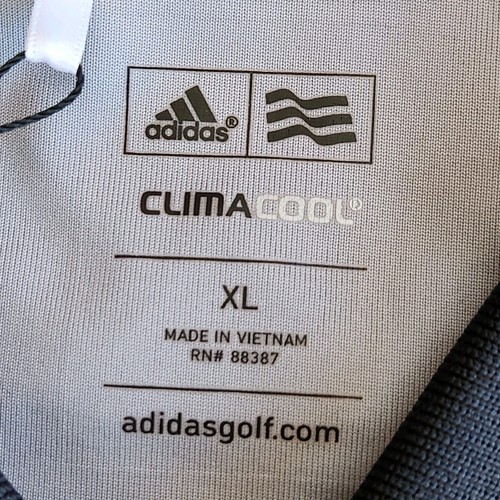 adidas®
CLIMACOOL®
XL
MADE IN VIETNAM
RN# 88387
adidasgolf.com